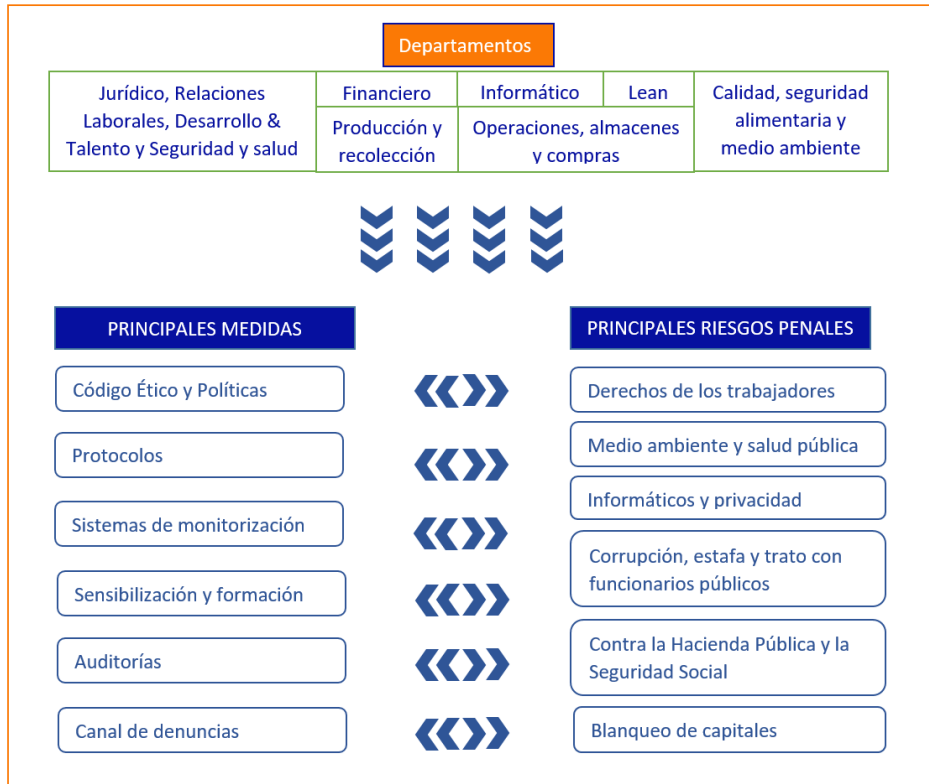 Departamentos
Jurídico, Relaciones
Laborales, Desarrollo &
Talento y Seguridad y salud
Financiero
Informático
Lean
Producción y
recolección
Operaciones, almacenes
y compras
Calidad, seguridad
alimentaria y
medio ambiente
PRINCIPALES MEDIDAS
Código Ético y Políticas
Protocolos
Sistemas de monitorización
Sensibilización y formación
Auditorías
Canal de denuncias
PRINCIPALES RIESGOS PENALES
Derechos de los trabajadores
Medio ambiente y salud pública
Informáticos y privacidad
Corrupción, estafa y trato con
funcionarios públicos
Contra la Hacienda Pública y la
Seguridad Social
Blanqueo de capitales